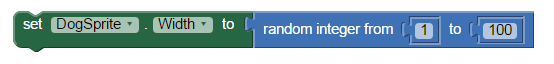 set DogSprite . Width to random integer from 1 to 100